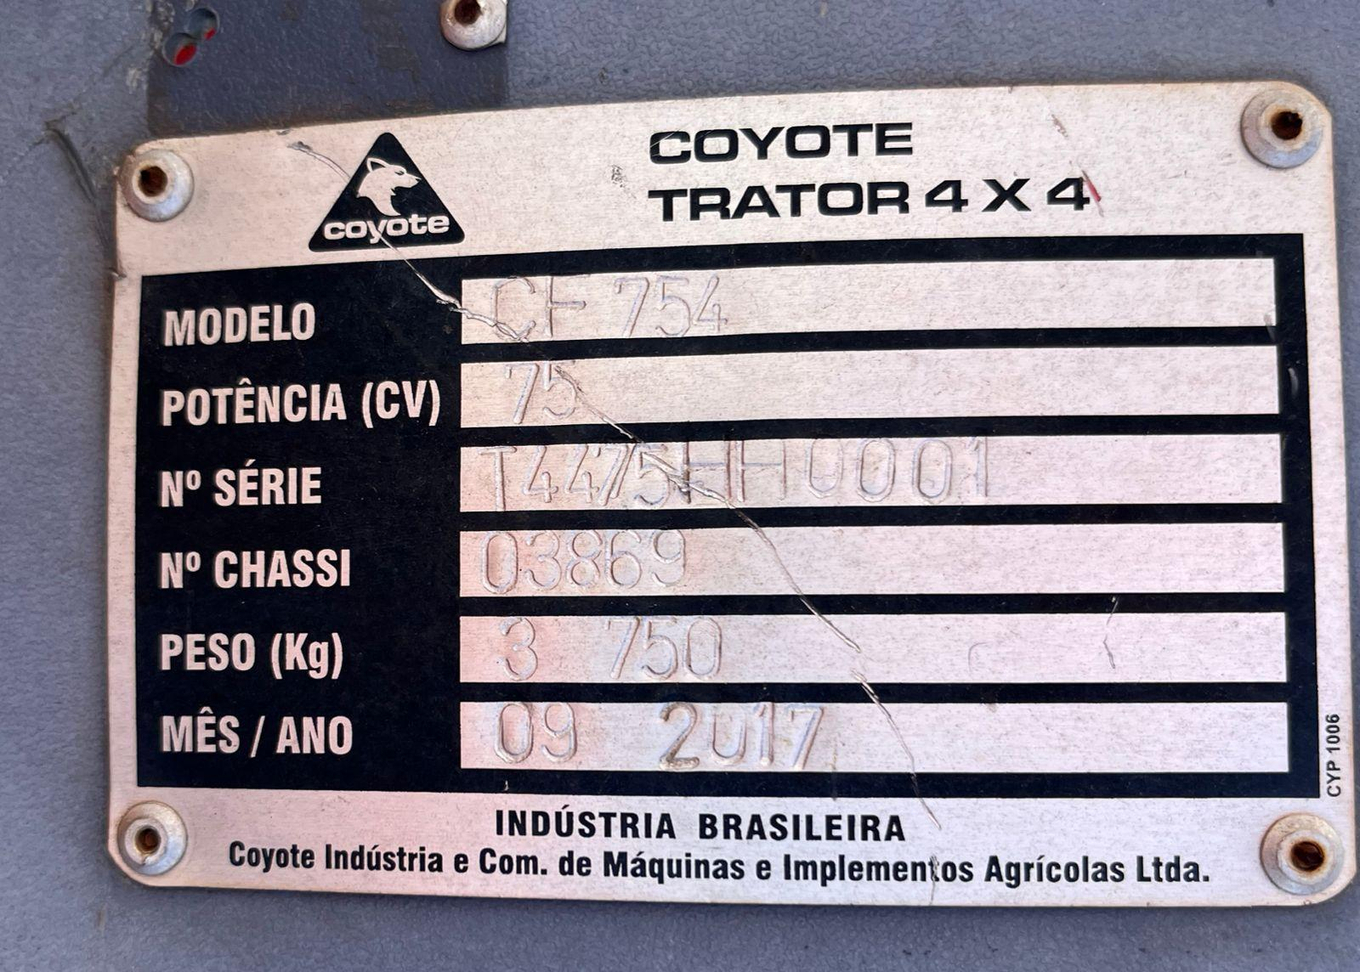 coyote
COYOTE
TRATOR 4 X 4
MODELO CF 754
POTÊNCIA (CV) 75
Nº SÉRIE T4475HH0001
Nº CHASSI 03869
PESO (Kg) 3 750
MÊS / ANO 09 2017
CYP 1006
INDÚSTRIA BRASILEIRA
Coyote Indústria e Com. de Máquinas e Implementos Agrícolas Ltda.